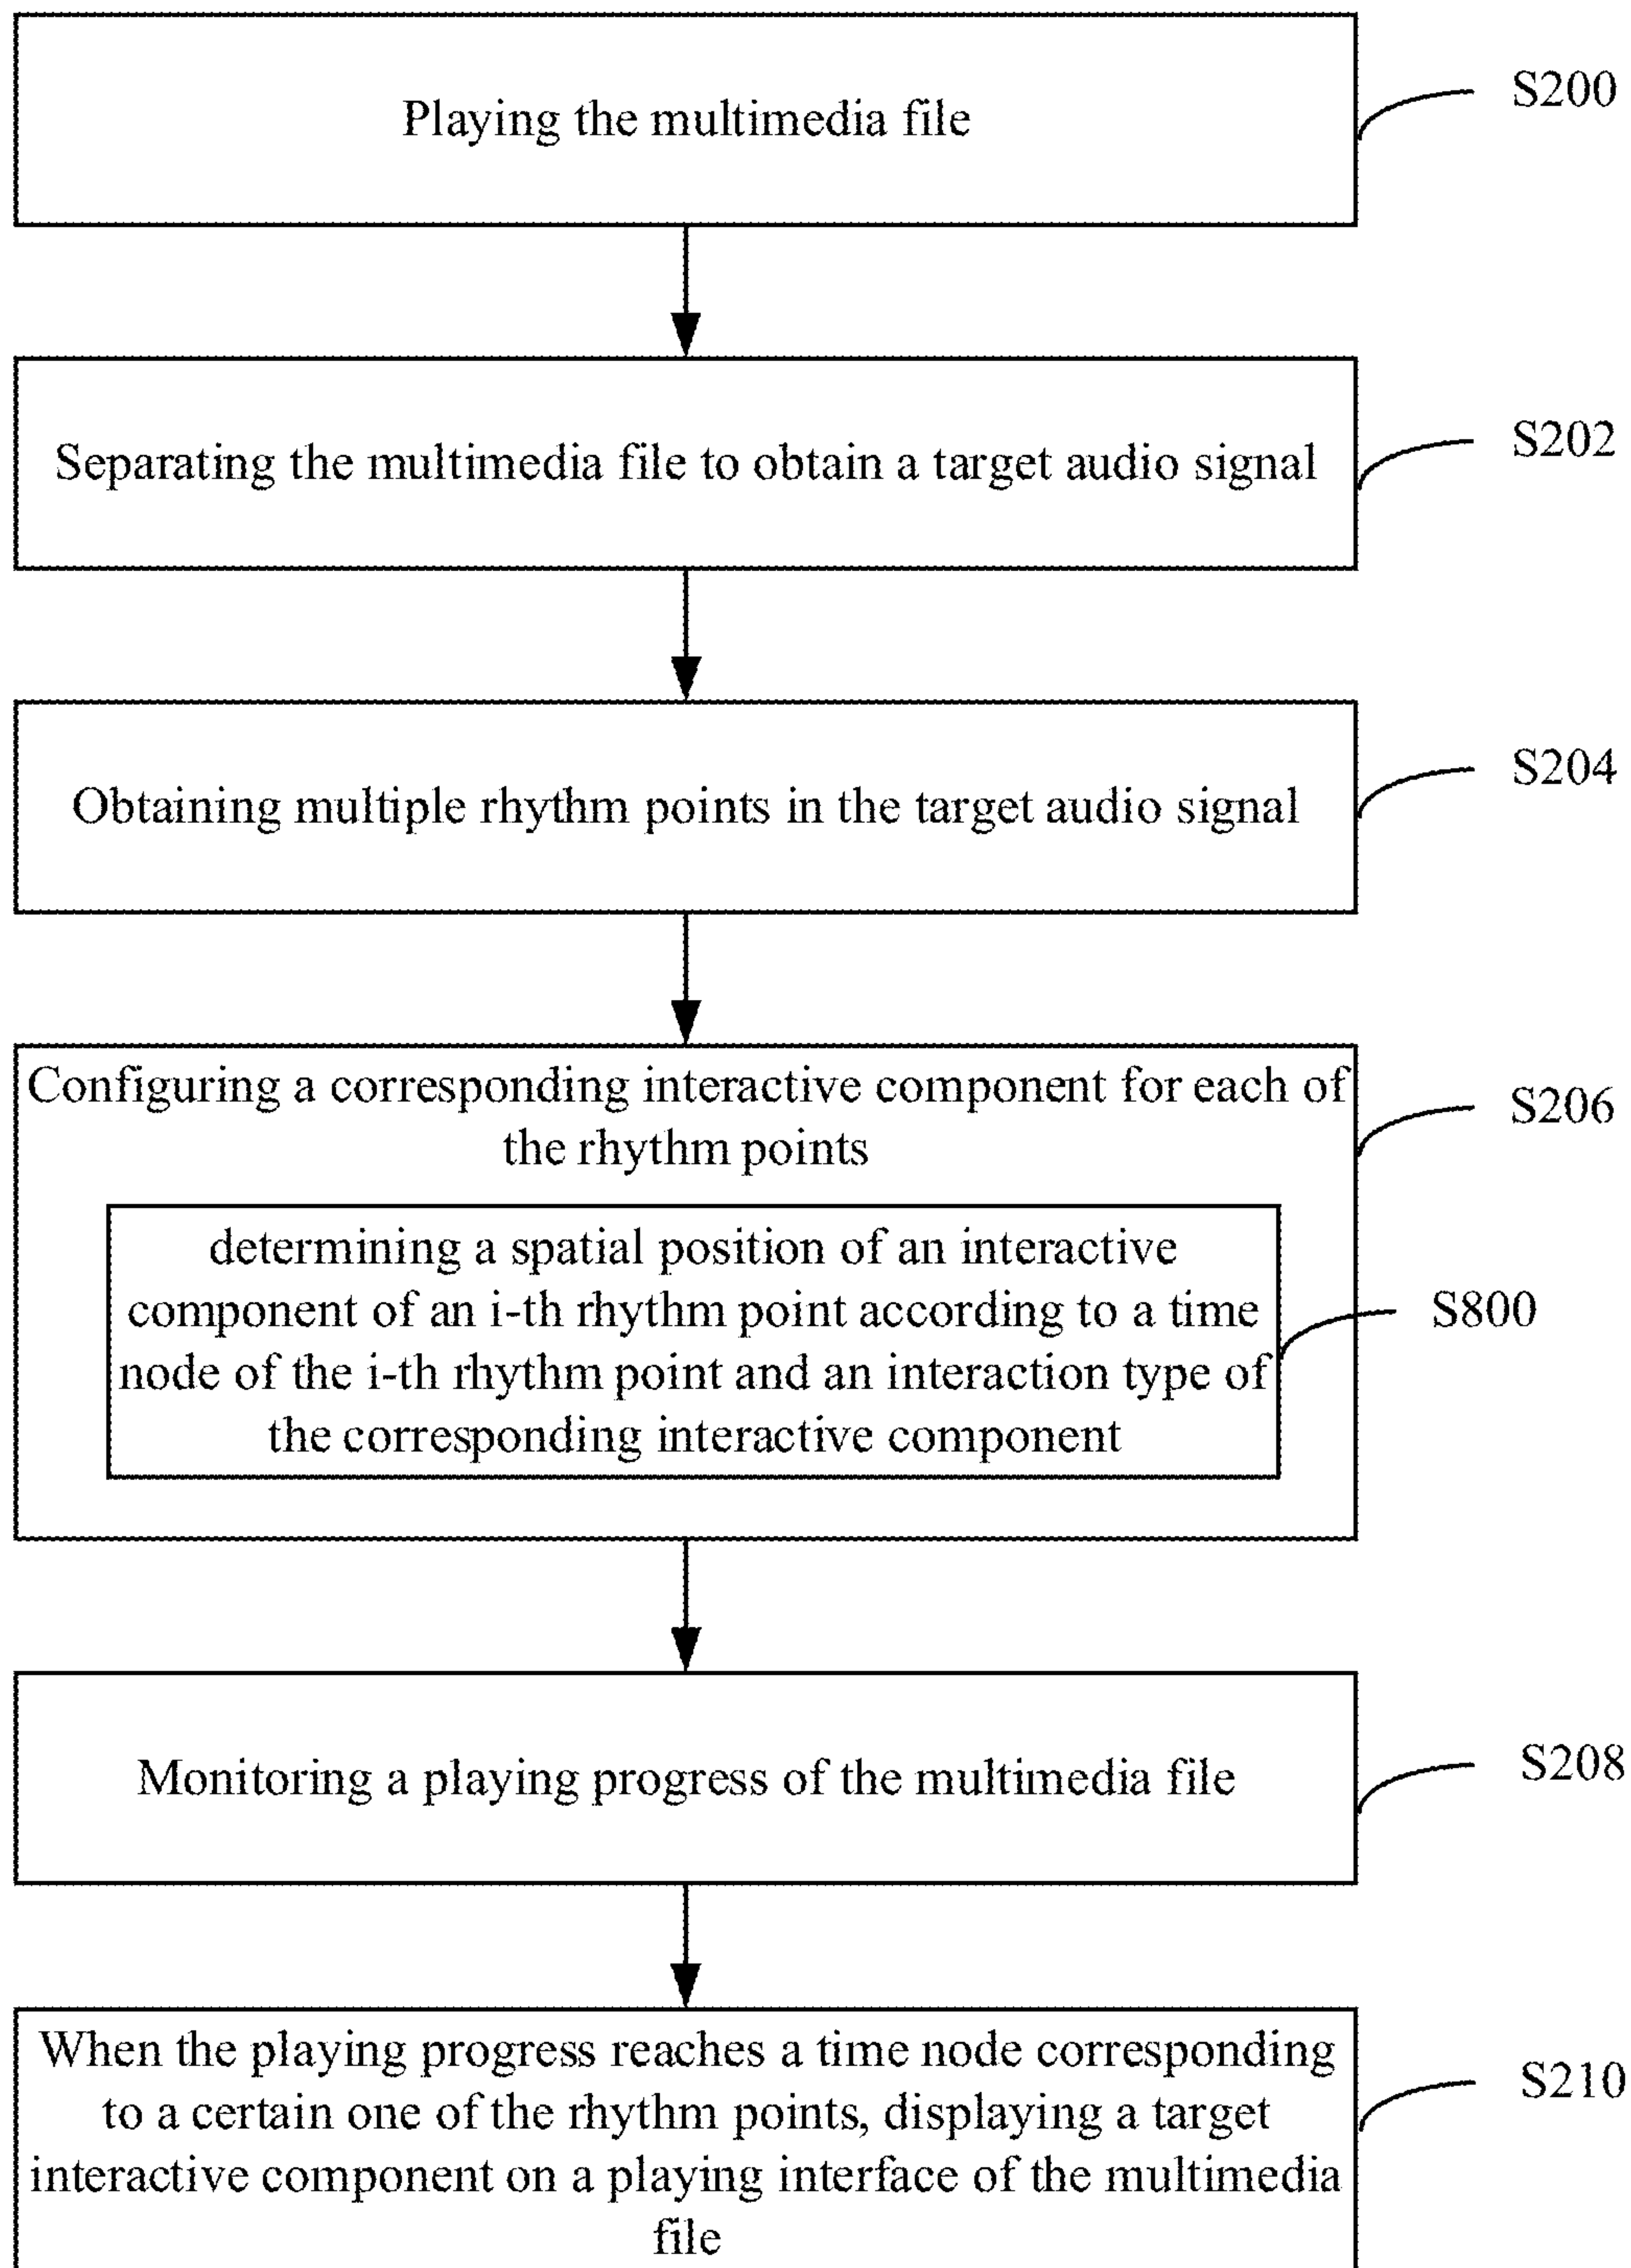 Playing the multimedia file
S200
Separating the multimedia file to obtain a target audio signal
S202
Obtaining multiple rhythm points in the target audio signal
S204
Configuring a corresponding interactive component for each of
the rhythm points
S206
determining a spatial position of an interactive
component of an i-th rhythm point according to a time
node of the i-th rhythm point and an interaction type of
the corresponding interactive component
S800
Monitoring a playing progress of the multimedia file
S208
When the playing progress reaches a time node corresponding
to a certain one of the rhythm points, displaying a target
interactive component on a playing interface of the multimedia
file
S210